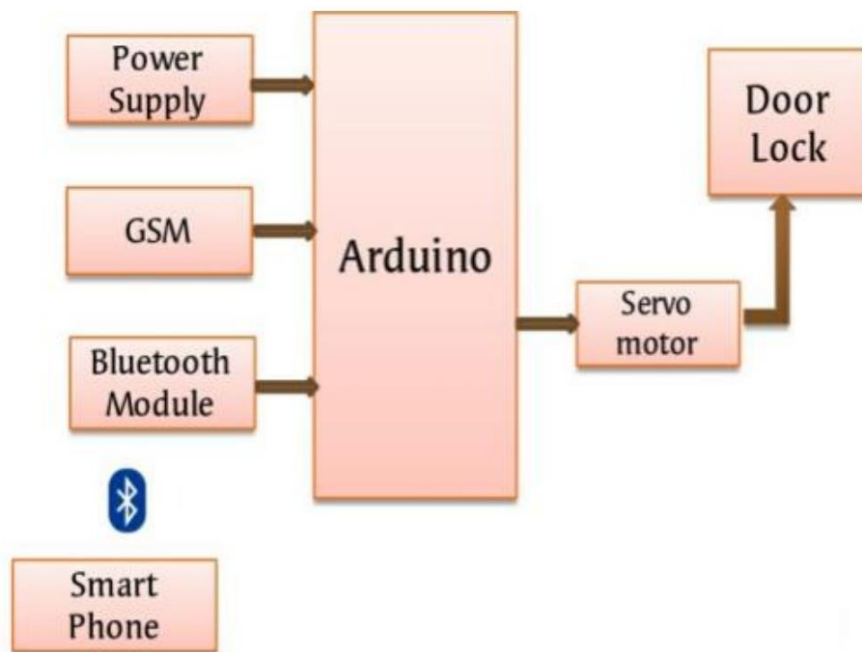 Power
Supply
GSM
Bluetooth
Module
Smart
Phone
Arduino
Servo
motor
Door
Lock